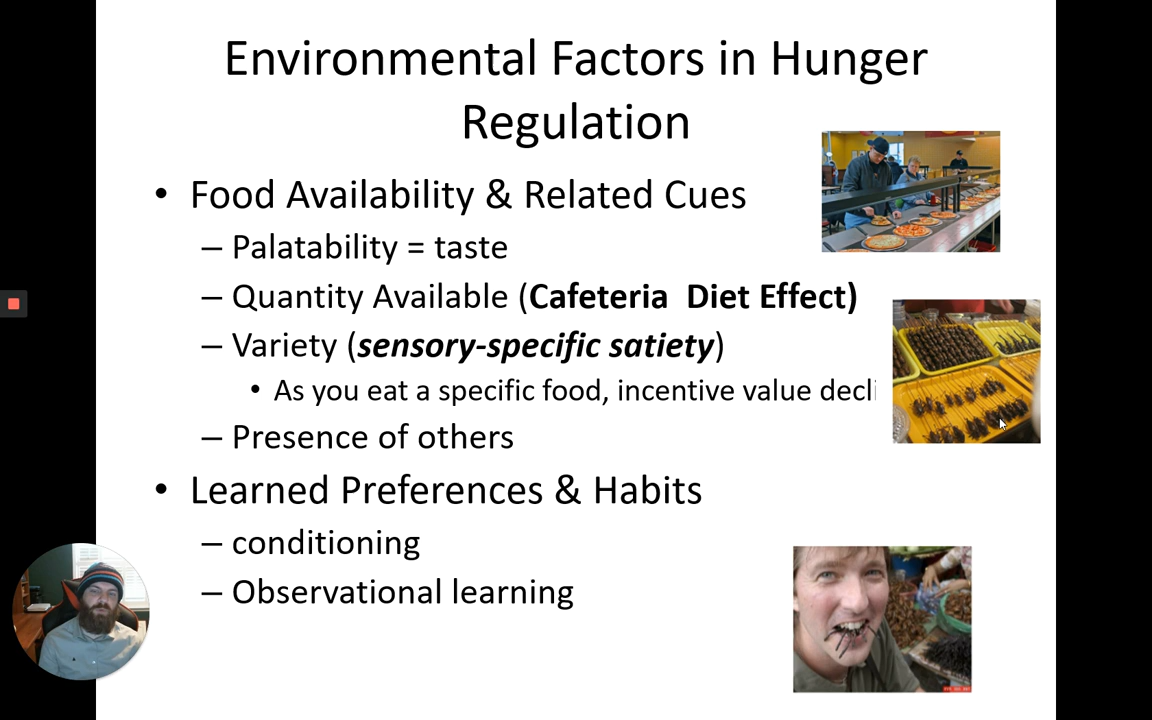 Environmental Factors in Hunger
Regulation
• Food Availability & Related Cues
– Palatability = taste
– Quantity Available (Cafeteria Diet Effect)
– Variety (sensory-specific satiety)
• As you eat a specific food, incentive value decli
– Presence of others
• Learned Preferences & Habits
– conditioning
– Observational learning